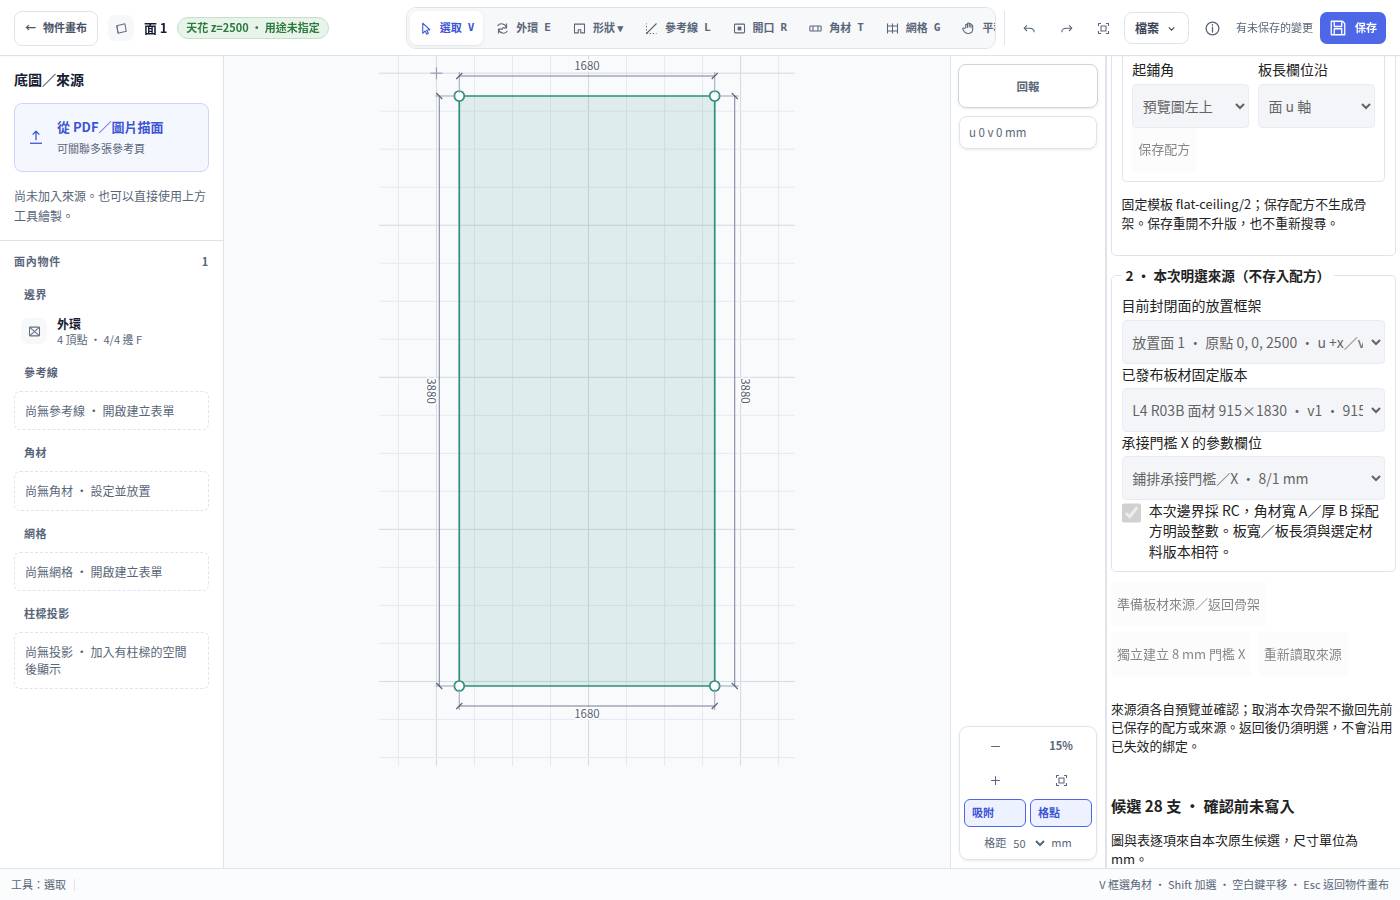 ← 物件畫布
面 1
天花 z=2500 · 用途未指定
選取 V
外環 E
形狀 ▾
參考線 L
開口 R
角材 T
網格 G
檔案
有未保存的變更
保存
底圖／來源
從 PDF／圖片描面
可關聯多張參考頁
尚未加入來源。也可以直接使用上方
工具繪製。
面內物件 1
邊界
外環
4 頂點 · 4/4 邊 F
參考線
尚無參考線 · 開啟建立表單
角材
尚無角材 · 設定並放置
網格
尚無網格 · 開啟建立表單
柱樑投影
尚無投影 · 加入有柱樑的空間
後顯示
1680
3880
3880
1680
回報
u 0 v 0 mm
− 15%
+
吸附
格點
格距 50 mm
起鋪角
板長欄位沿
預覽圖左上
面 u 軸
保存配方
固定模板 flat-ceiling/2；保存配方不生成骨
架。保存重開不升版，也不重新搜尋。
2 · 本次明選來源（不存入配方）
目前封閉面的放置框架
放置面 1 · 原點 0, 0, 2500 · u +x／v
已發布板材固定版本
L4 R03B 面材 915×1830 · v1 · 915
承接門檻 X 的參數欄位
鋪排承接門檻／X · 8/1 mm
本次邊界採 RC，角材寬 A／厚 B 採配
方明設整數。板寬／板長須與選定材
料版本相符。
準備板材來源／返回骨架
獨立建立 8 mm 門檻 X
重新讀取來源
來源須各自預覽並確認；取消本次骨架不撤回先前
已保存的配方或來源。返回後仍須明選，不會沿用
已失效的綁定。
候選 28 支 · 確認前未寫入
圖與表逐項來自本次原生候選，尺寸單位為
mm。
工具：選取
V 框選角材 · Shift 加選 · 空白鍵平移 · Esc 返回物件畫布